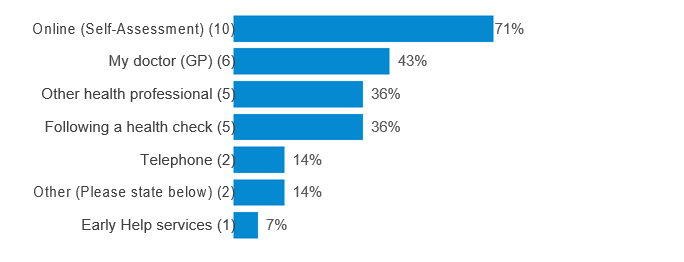 Online (Self-Assessment) (10) 71%
My doctor (GP) (6) 43%
Other health professional (5) 36%
Following a health check (5) 36%
Telephone (2) 14%
Other (Please state below) (2) 14%
Early Help services (1) 7%